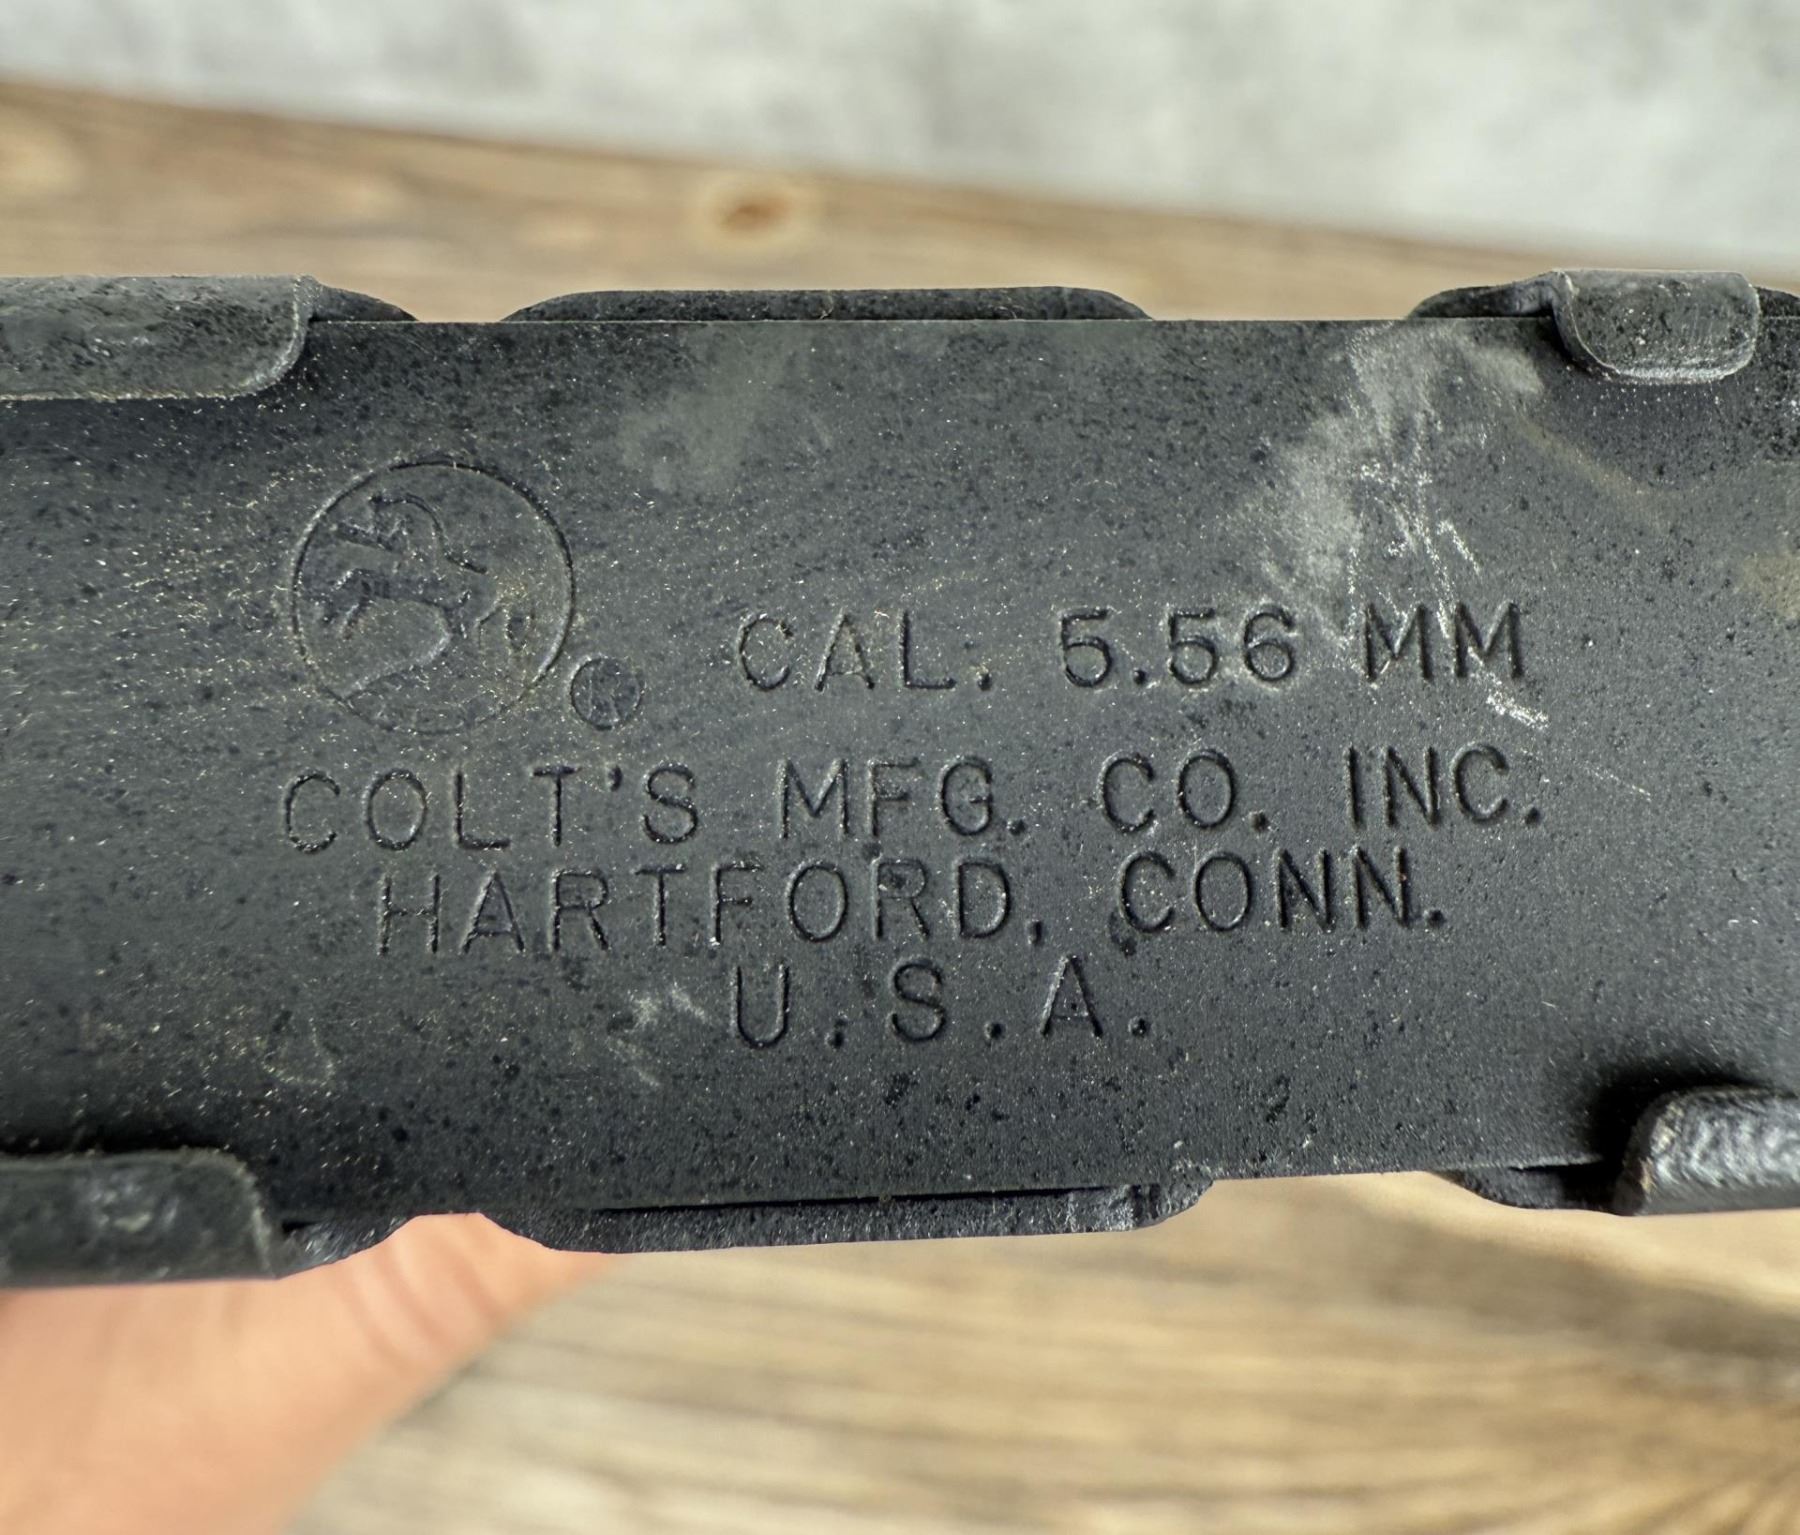 CAL. 5.56 MM
COLT'S MFG. CO. INC.
HARTFORD, CONN.
U.S.A.